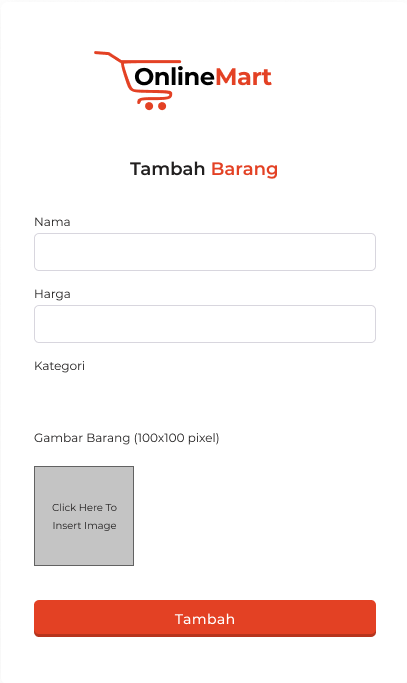 OnlineMart
Tambah Barang
Nama
Harga
Kategori
Gambar Barang (100x100 pixel)
Click Here To
Insert Image
Tambah